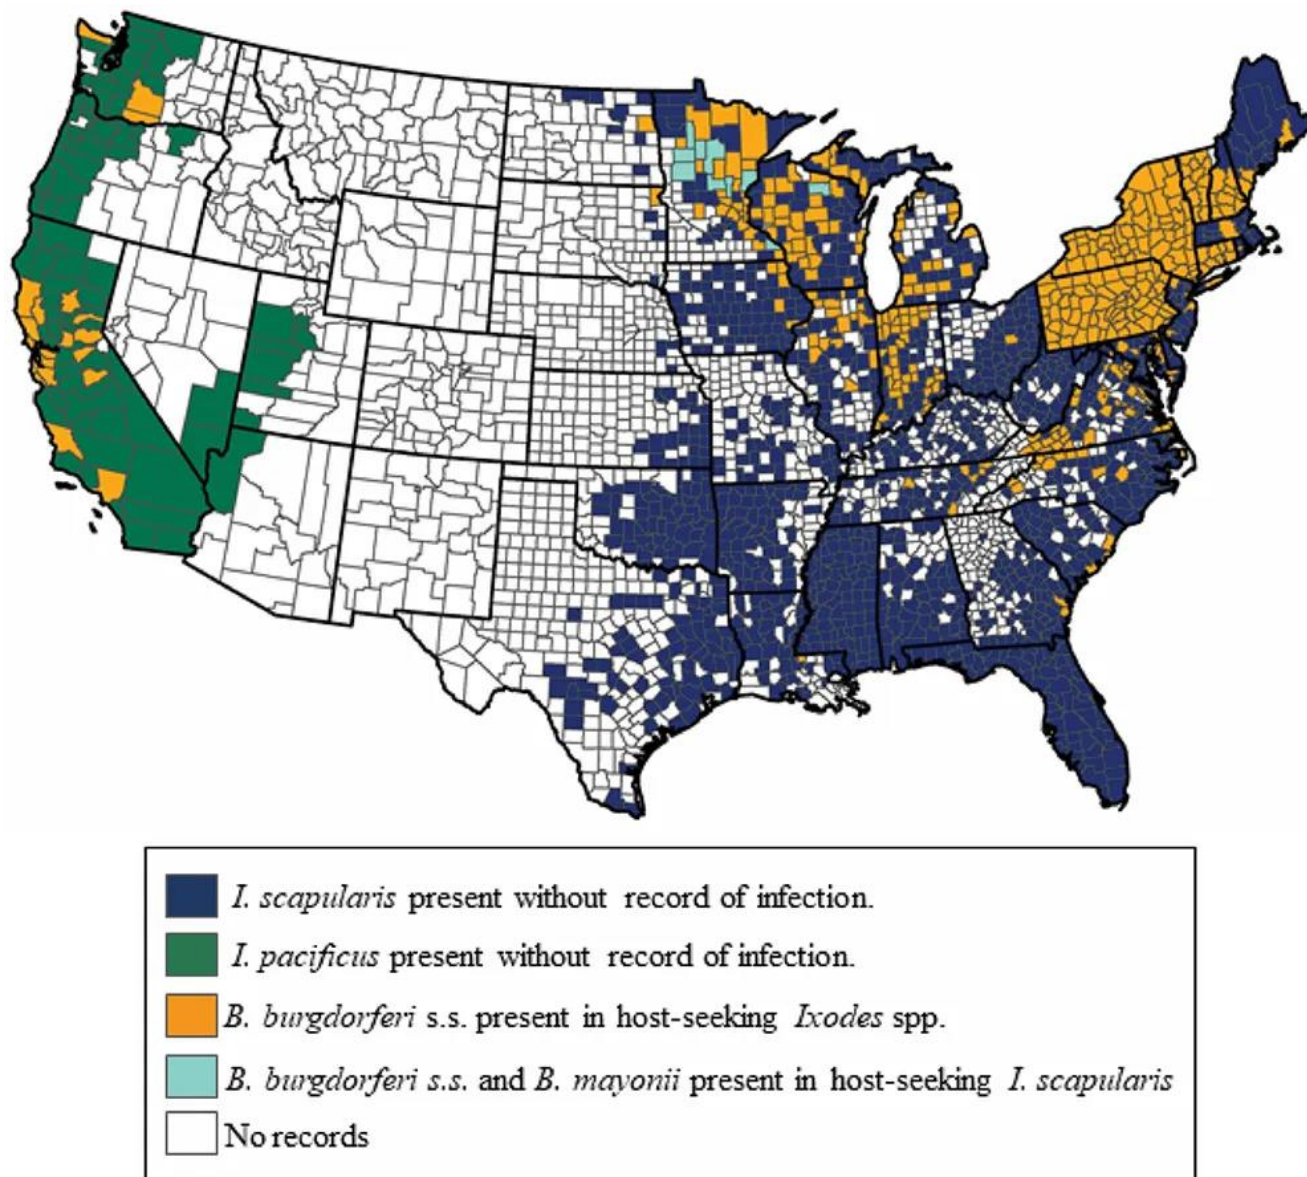 I. scapularis present without record of infection.
I. pacificus present without record of infection.
B. burgdorferi s.s. present in host-seeking Ixodes spp.
B. burgdorferi s.s. and B. mayonii present in host-seeking I. scapularis
No records